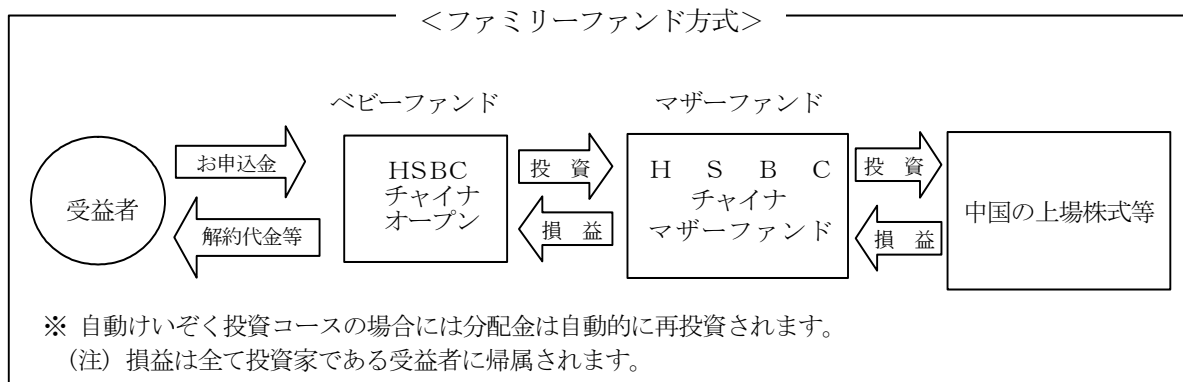 <ファミリーファンド方式>
ベビーファンド
マザーファンド
受益者
お申込金
解約代金等
HSBC
チャイナ
オープン
投 資
損 益
H S B C
チャイナ
マザーファンド
投 資
損 益
中国の上場株式等
※ 自動けいぞく投資コースの場合には分配金は自動的に再投資されます。
(注) 損益は全て投資家である受益者に帰属されます。